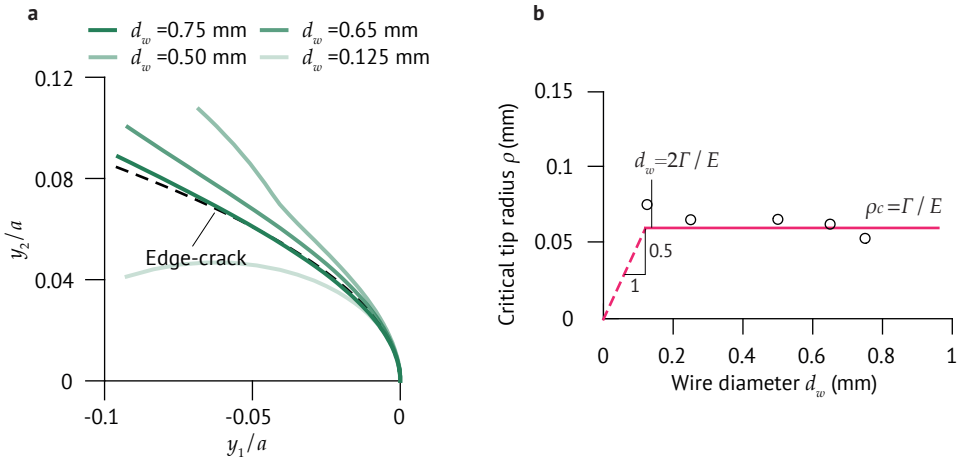 a
d_w =0.75 mm d_w =0.65 mm
d_w =0.50 mm d_w =0.125 mm
0.12
0.08
0.04
0
y_2/a
Edge-crack
-0.1 -0.05 0
y_1/a
b
0.15
0.10
0.05
0
Critical tip radius ρ (mm)
d_w=2Γ/E
ρ_c=Γ/E
0.5
1
0 0.2 0.4 0.6 0.8 1
Wire diameter d_w (mm)